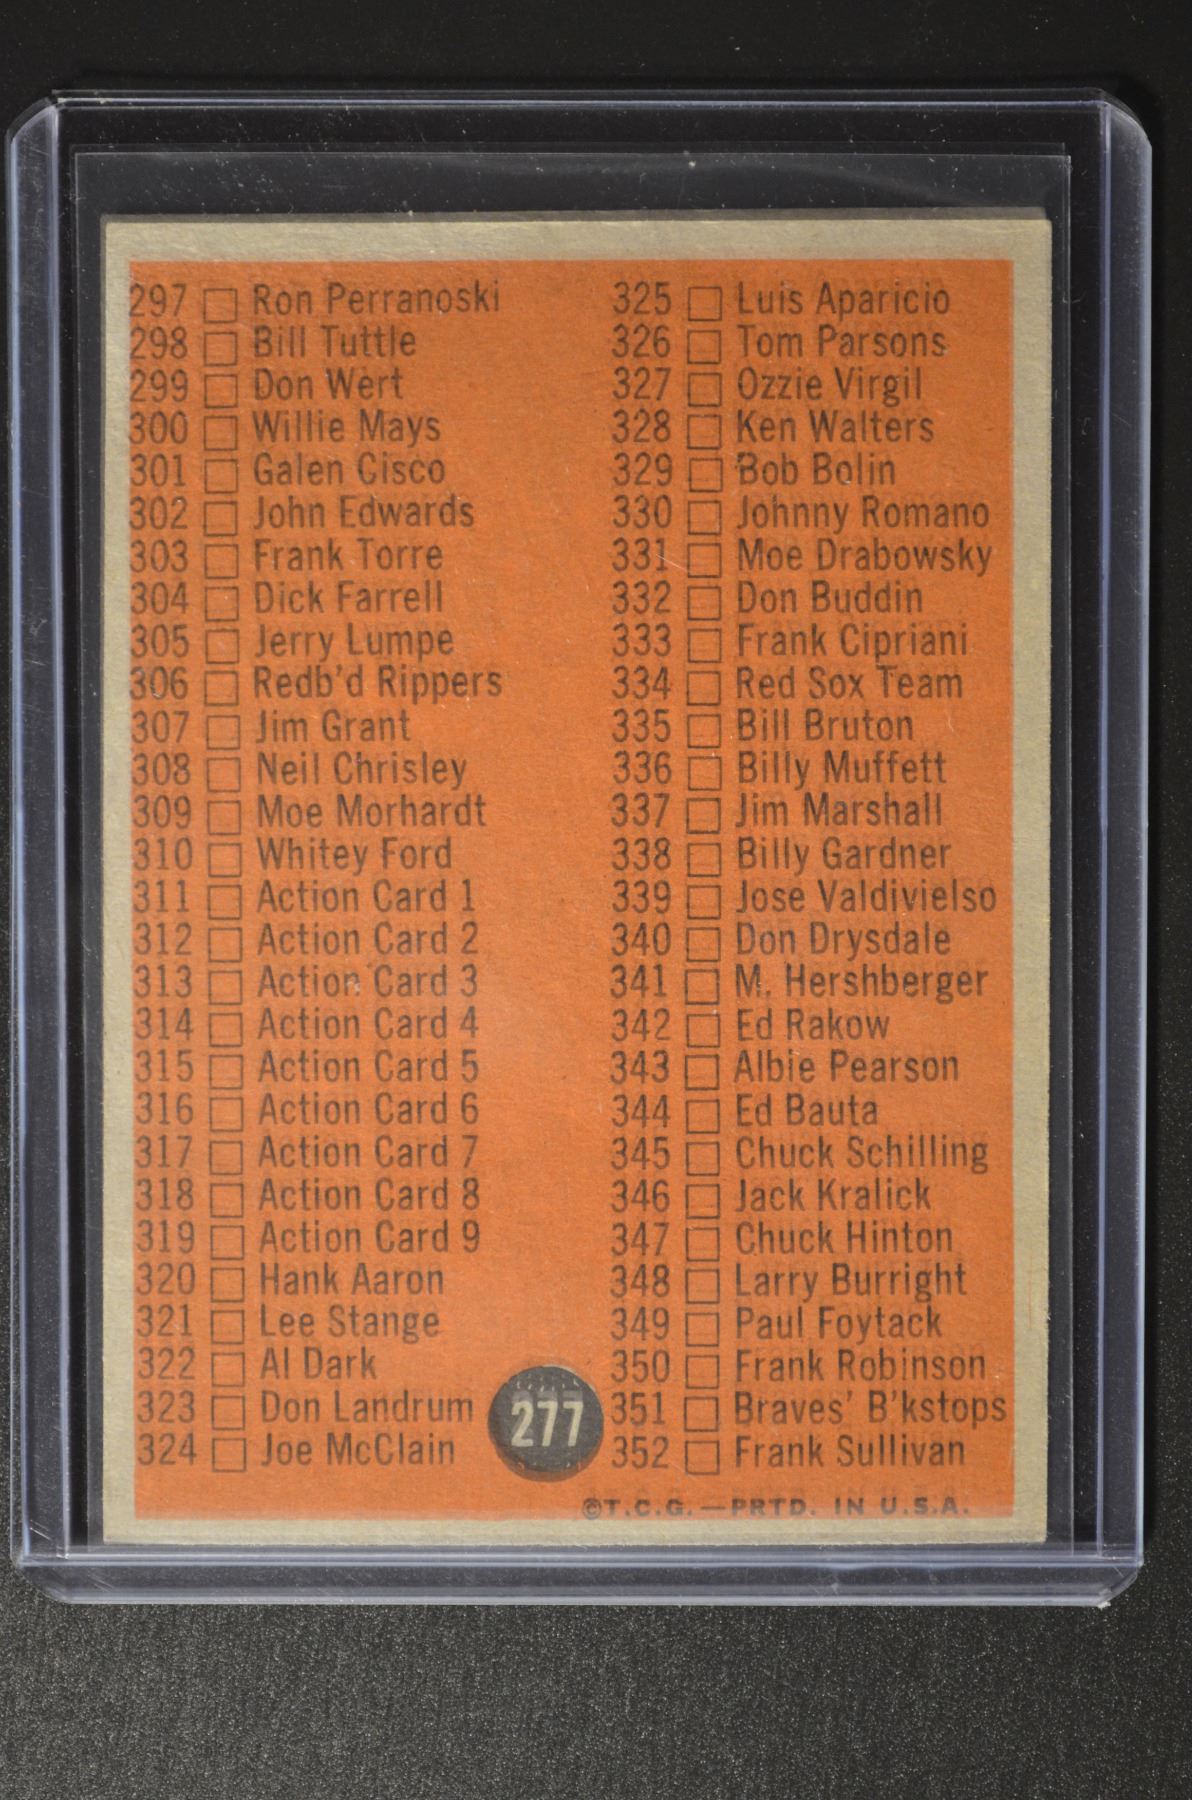 297 Ron Perranoski
298 Bill Tuttle
299 Don Wert
300 Willie Mays
301 Galen Cisco
302 John Edwards
303 Frank Torre
304 Dick Farrell
305 Jerry Lumpe
306 Redb'd Rippers
307 Jim Grant
308 Neil Chrisley
309 Moe Morhardt
310 Whitey Ford
311 Action Card 1
312 Action Card 2
313 Action Card 3
314 Action Card 4
315 Action Card 5
316 Action Card 6
317 Action Card 7
318 Action Card 8
319 Action Card 9
320 Hank Aaron
321 Lee Stange
322 Al Dark
323 Don Landrum
324 Joe McClain
277
325 Luis Aparicio
326 Tom Parsons
327 Ozzie Virgil
328 Ken Walters
329 Bob Bolin
330 Johnny Romano
331 Moe Drabowsky
332 Don Buddin
333 Frank Cipriani
334 Red Sox Team
335 Bill Bruton
336 Billy Muffett
337 Jim Marshall
338 Billy Gardner
339 Jose Valdivielso
340 Don Drysdale
341 M. Hershberger
342 Ed Rakow
343 Albie Pearson
344 Ed Bauta
345 Chuck Schilling
346 Jack Kralick
347 Chuck Hinton
348 Larry Burright
349 Paul Foytack
350 Frank Robinson
351 Braves' B'kstops
352 Frank Sullivan
©T.C.G.—PRTD. IN U.S.A.